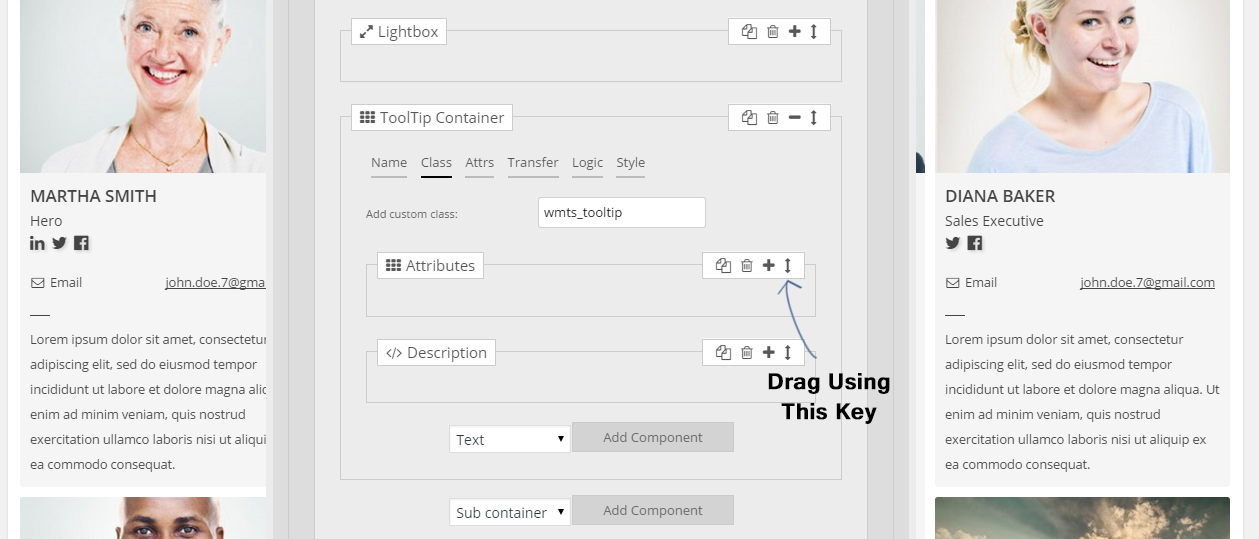 MARTHA SMITH
Hero
Email john.doe.7@gma
Lorem ipsum dolor sit amet, consectetur
adipiscing elit, sed do eiusmod tempor
incididunt ut labore et dolore magna aliq
enim ad minim veniam, quis nostrud
exercitation ullamco laboris nisi ut aliqui
ea commodo consequat.
Lightbox
ToolTip Container
Name Class Attrs Transfer Logic Style
Add custom class: wmts_tooltip
Attributes
</> Description
Drag Using
This Key
Text Add Component
Sub container Add Component
DIANA BAKER
Sales Executive
Email john.doe.7@gmail.com
Lorem ipsum dolor sit amet, consectetur
adipiscing elit, sed do eiusmod tempor
incididunt ut labore et dolore magna aliqua. Ut
enim ad minim veniam, quis nostrud
exercitation ullamco laboris nisi ut aliquip ex
ea commodo consequat.